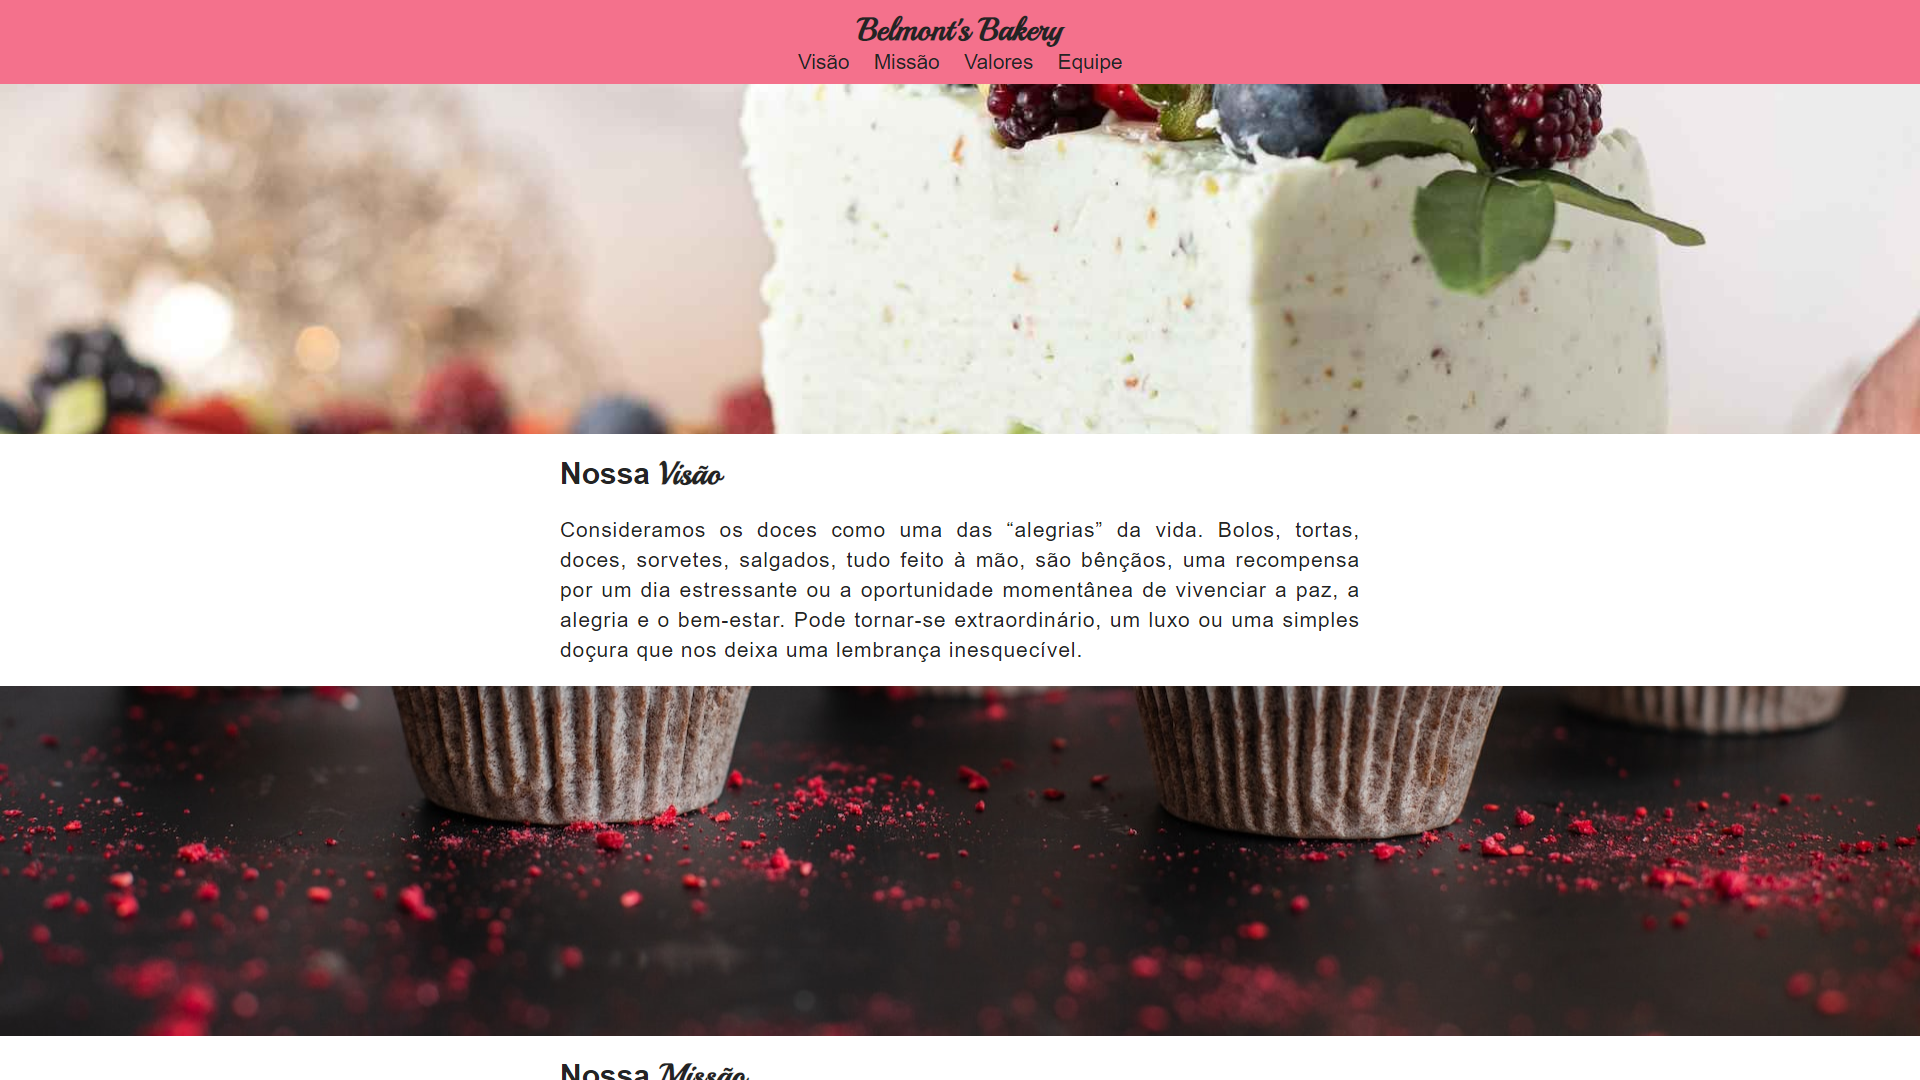 Belmont's Bakery
Visão Missão Valores Equipe
Nossa Visão
Consideramos os doces como uma das “alegrias” da vida. Bolos, tortas,
doces, sorvetes, salgados, tudo feito à mão, são bênçãos, uma recompensa
por um dia estressante ou a oportunidade momentânea de vivenciar a paz, a
alegria e o bem-estar. Pode tornar-se extraordinário, um luxo ou uma simples
doçura que nos deixa uma lembrança inesquecível.
Nossa Missão